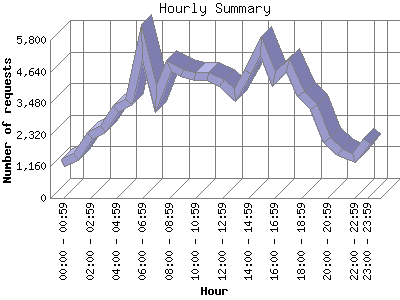 Hourly Summary
Number of requests
5,800
4,640
3,480
2,320
1,160
0
00:00 - 00:59
02:00 - 02:59
04:00 - 04:59
06:00 - 06:59
08:00 - 08:59
10:00 - 10:59
12:00 - 12:59
14:00 - 14:59
16:00 - 16:59
18:00 - 18:59
20:00 - 20:59
22:00 - 22:59
23:00 - 23:59
Hour